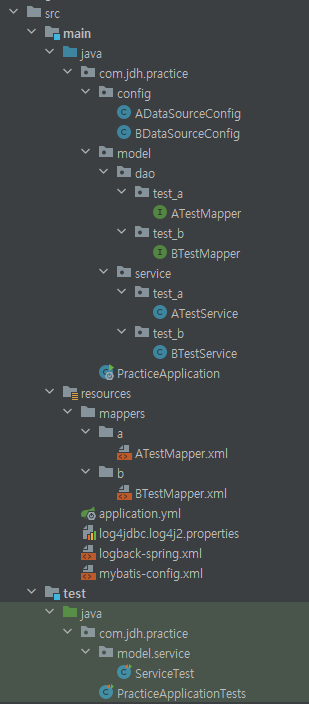 src
main
java
com.jdh.practice
config
ADataSourceConfig
BDataSourceConfig
model
dao
test_a
ATestMapper
test_b
BTestMapper
service
test_a
ATestService
test_b
BTestService
PracticeApplication
resources
mappers
a
ATestMapper.xml
b
BTestMapper.xml
application.yml
log4jdbc.log4j2.properties
logback-spring.xml
mybatis-config.xml
test
java
com.jdh.practice
model.service
ServiceTest
PracticeApplicationTests